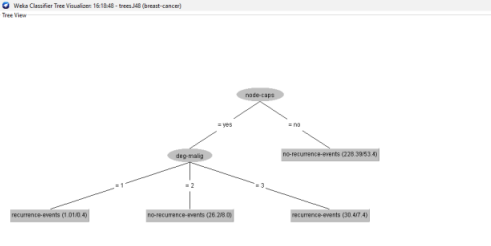 Weka Classifier Tree Visualizer: 16:18:48 - trees.J48 (breast-cancer)
Tree View
node-caps
= yes
= no
deg-malig
no-recurrence-events (228.39/53.4)
= 1
= 2
= 3
recurrence-events (1.01/0.4)
no-recurrence-events (26.2/8.0)
recurrence-events (30.4/7.4)